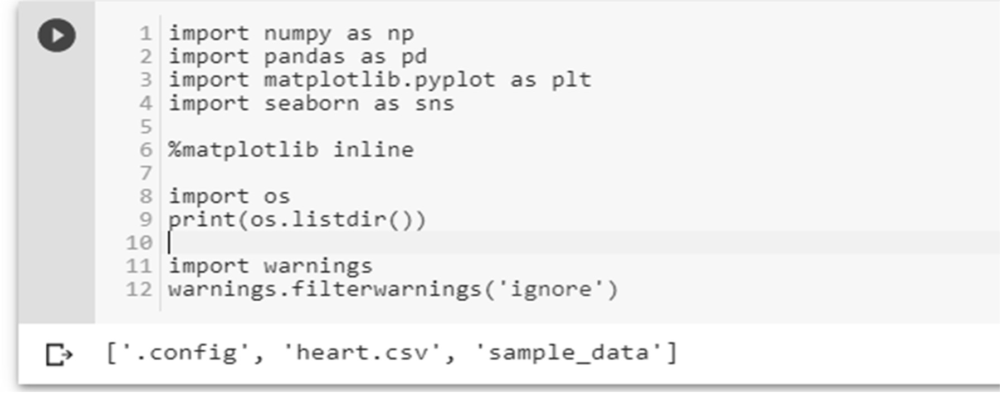 1 import numpy as np
2 import pandas as pd
3 import matplotlib.pyplot as plt
4 import seaborn as sns
5
6 %matplotlib inline
7
8 import os
9 print(os.listdir())
10
11 import warnings
12 warnings.filterwarnings('ignore')
['.config', 'heart.csv', 'sample_data']